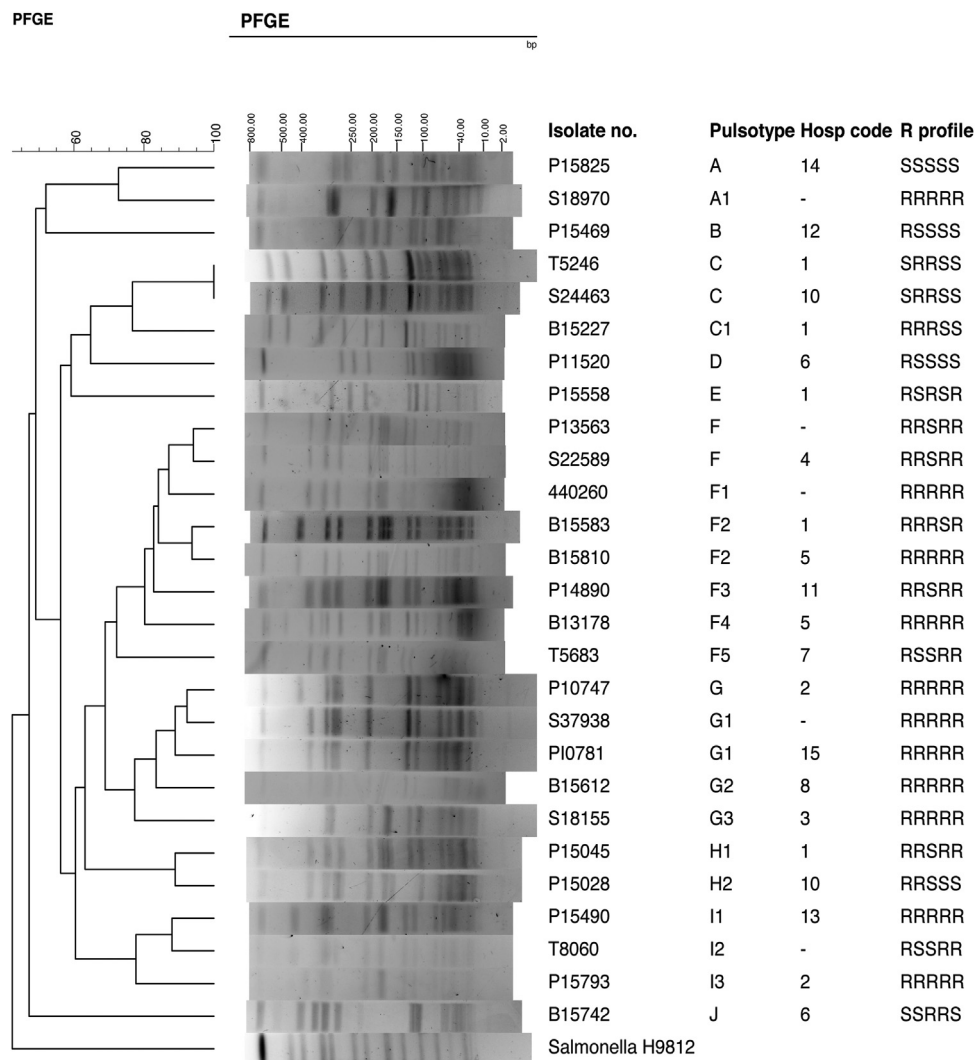 PFGE
PFGE
bp
60
80
100
800.00
500.00
400.00
250.00
200.00
150.00
100.00
40.00
10.00
2.00
Isolate no. Pulsotype Hosp code R profile
P15825 A 14 SSSSS
S18970 A1 - RRRRR
P15469 B 12 RSSSS
T5246 C 1 SRRSS
S24463 C 10 SRRSS
B15227 C1 1 RRRSS
P11520 D 6 RSSSS
P15558 E 1 RSRSR
P13563 F - RRSRR
S22589 F 4 RRSRR
440260 F1 - RRRRR
B15583 F2 1 RRRSR
B15810 F2 5 RRRRR
P14890 F3 11 RRSRR
B13178 F4 5 RRRRR
T5683 F5 7 RSSRR
P10747 G 2 RRRRR
S37938 G1 - RRRRR
PI0781 G1 15 RRRRR
B15612 G2 8 RRRRR
S18155 G3 3 RRRRR
P15045 H1 1 RRSRR
P15028 H2 10 RRSSS
P15490 I1 13 RRRRR
T8060 I2 - RSSRR
P15793 I3 2 RRRRR
B15742 J 6 SSRRS
Salmonella H9812